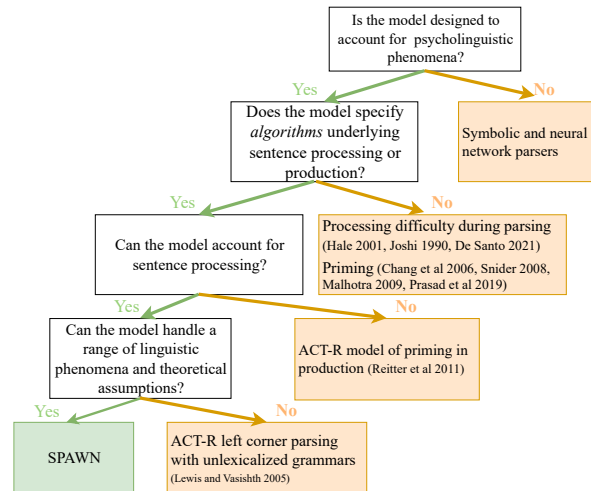 Is the model designed to
account for psycholinguistic
phenomena?
Yes
No
Does the model specify
algorithms underlying
sentence processing or
production?
Symbolic and neural
network parsers
Yes
No
Can the model account for
sentence processing?
Processing difficulty during parsing
(Hale 2001, Joshi 1990, De Santo 2021)
Priming (Chang et al 2006, Snider 2008,
Malhotra 2009, Prasad et al 2019)
Yes
No
Can the model handle a
range of linguistic
phenomena and theoretical
assumptions?
ACT-R model of priming in
production (Reitter et al 2011)
Yes
No
SPAWN
ACT-R left corner parsing
with unlexicalized grammars
(Lewis and Vasishth 2005)